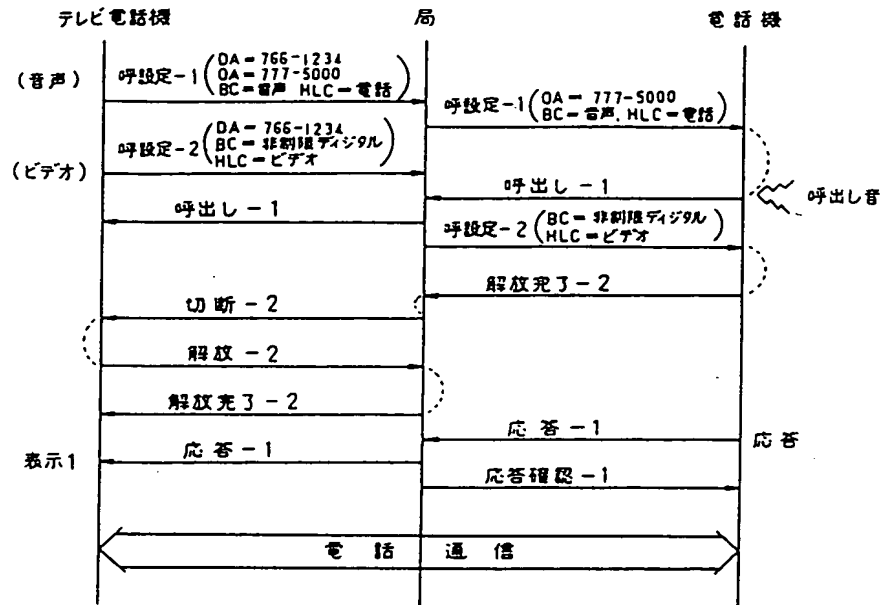 テレビ電話機
局
電話機
(音声)
呼設定-1
DA = 766-1234
OA = 777-5000
BC = 音声 HLC = 電話
呼設定-1
OA = 777-5000
BC = 音声, HLC = 電話
(ビデオ)
呼設定-2
DA = 766-1234
BC = 非制限ディジタル
HLC = ビデオ
呼出し-1
呼出し音
呼出し-1
呼設定-2
BC = 非制限ディジタル
HLC = ビデオ
解放完了-2
切断-2
解放-2
解放完了-2
応答-1
応答
表示1
応答-1
応答確認-1
電話通信